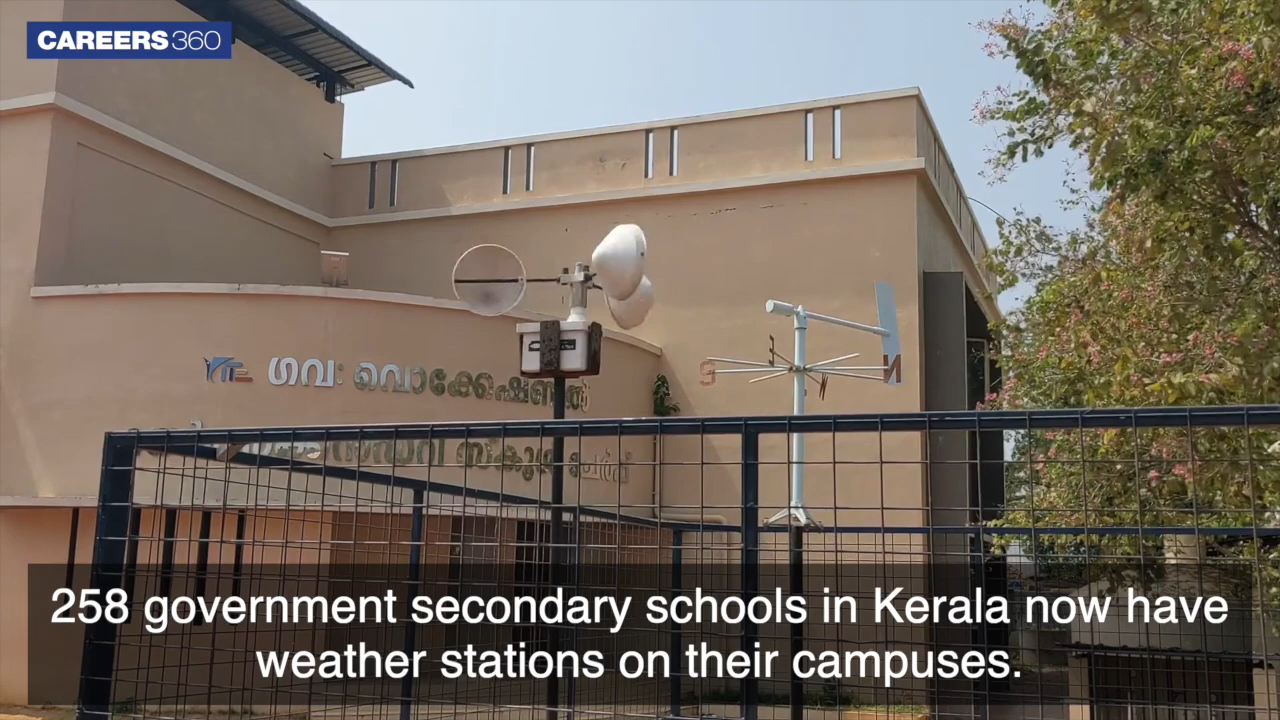 CAREERS360
ഗവ: വൊക്കേഷണൽ
സ്കൂൾ
N
258 government secondary schools in Kerala now have
weather stations on their campuses.